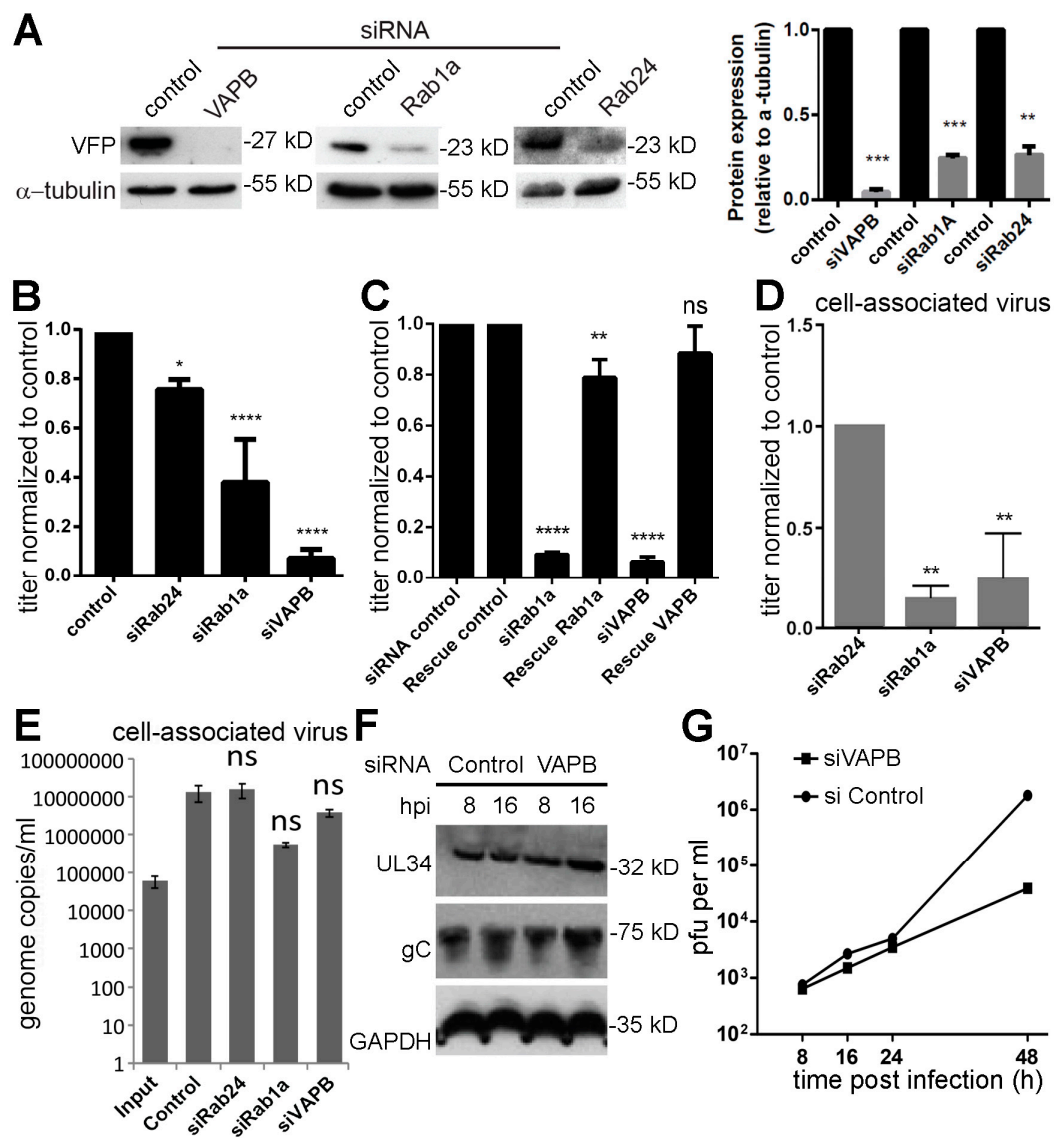 A
siRNA
control
VAPB
control
Rab1a
control
Rab24
VFP
-27 kD
-23 kD
-23 kD
α-tubulin
-55 kD
-55 kD
-55 kD
Protein expression
(relative to a -tubulin)
1.0
0.5
0.0
***
***
**
control
siVAPB
control
siRab1A
control
siRab24
B
titer normalized to control
1.0
0.8
0.6
0.4
0.2
0.0
*
****
****
control
siRab24
siRab1a
siVAPB
C
titer normalized to control
1.0
0.8
0.6
0.4
0.2
0.0
****
**
****
ns
siRNA control
Rescue control
siRab1a
Rescue Rab1a
siVAPB
Rescue VAPB
D
cell-associated virus
titer normalized to control
1.5
1.0
0.5
0.0
**
**
siRab24
siRab1a
siVAPB
E
cell-associated virus
genome copies/ml
100000000
10000000
1000000
100000
10000
1000
100
10
1
ns
ns
ns
Input
Control
siRab24
siRab1a
siVAPB
F
siRNA Control VAPB
hpi 8 16 8 16
UL34
-32 kD
gC
-75 kD
GAPDH
-35 kD
G
siVAPB
si Control
pfu per ml
10⁷
10⁶
10⁵
10⁴
10³
10²
8 16 24 48
time post infection (h)